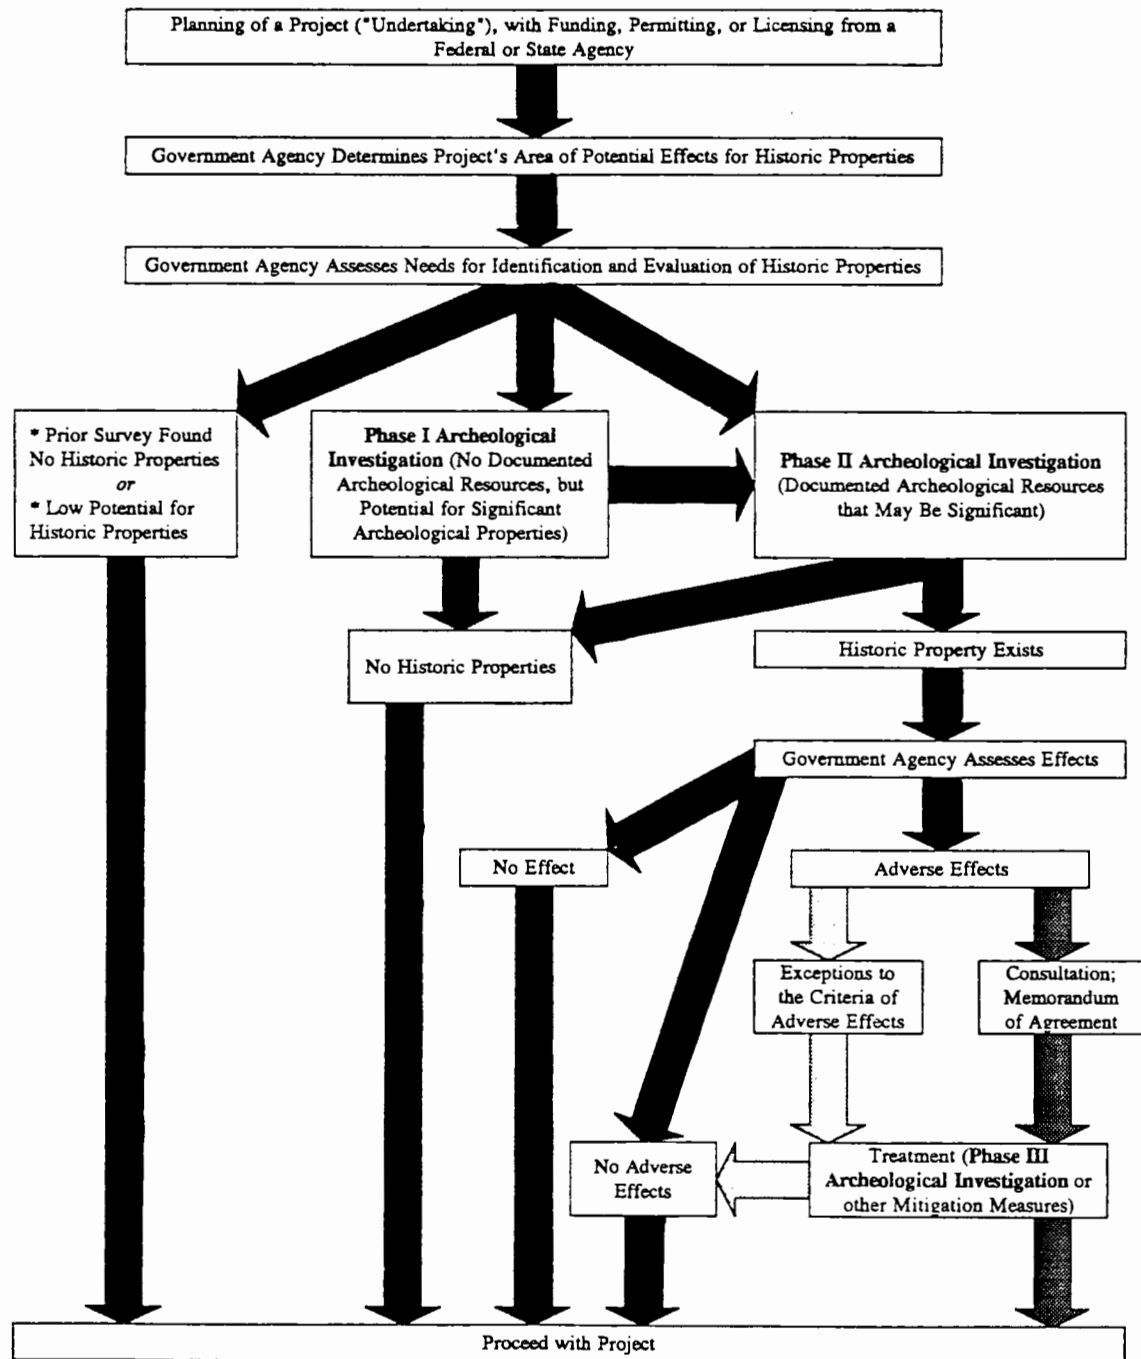 Planning of a Project ("Undertaking"), with Funding, Permitting, or Licensing from a
Federal or State Agency
Government Agency Determines Project's Area of Potential Effects for Historic Properties
Government Agency Assesses Needs for Identification and Evaluation of Historic Properties
* Prior Survey Found
No Historic Properties
or
* Low Potential for
Historic Properties
Phase I Archeological
Investigation (No Documented
Archeological Resources, but
Potential for Significant
Archeological Properties)
Phase II Archeological Investigation
(Documented Archeological Resources
that May Be Significant)
No Historic Properties
Historic Property Exists
Government Agency Assesses Effects
No Effect
Adverse Effects
Exceptions to
the Criteria of
Adverse Effects
Consultation;
Memorandum
of Agreement
No Adverse
Effects
Treatment (Phase III
Archeological Investigation or
other Mitigation Measures)
Proceed with Project